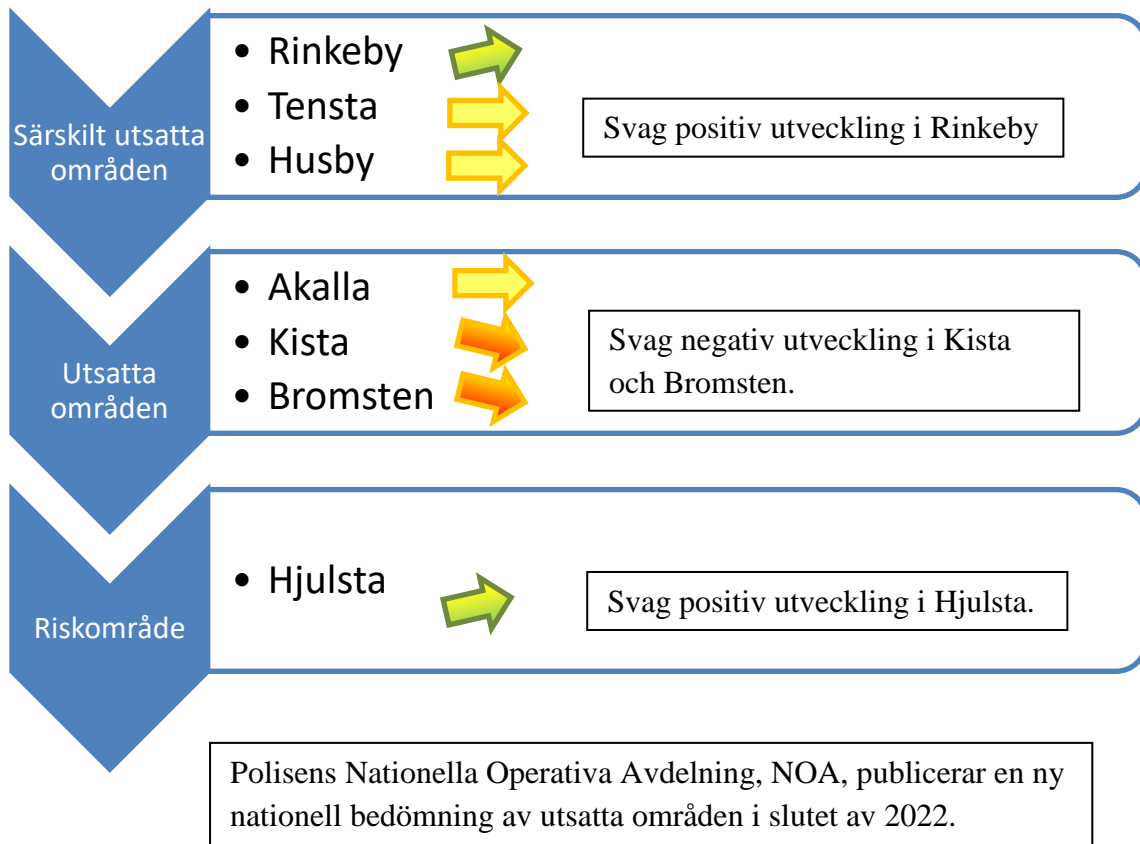 Särskilt utsatta
områden
• Rinkeby
• Tensta
• Husby
Svag positiv utveckling i Rinkeby
Utsatta
områden
• Akalla
• Kista
• Bromsten
Svag negativ utveckling i Kista
och Bromsten.
Riskområde
• Hjulsta
Svag positiv utveckling i Hjulsta.
Polisens Nationella Operativa Avdelning, NOA, publicerar en ny
nationell bedömning av utsatta områden i slutet av 2022.